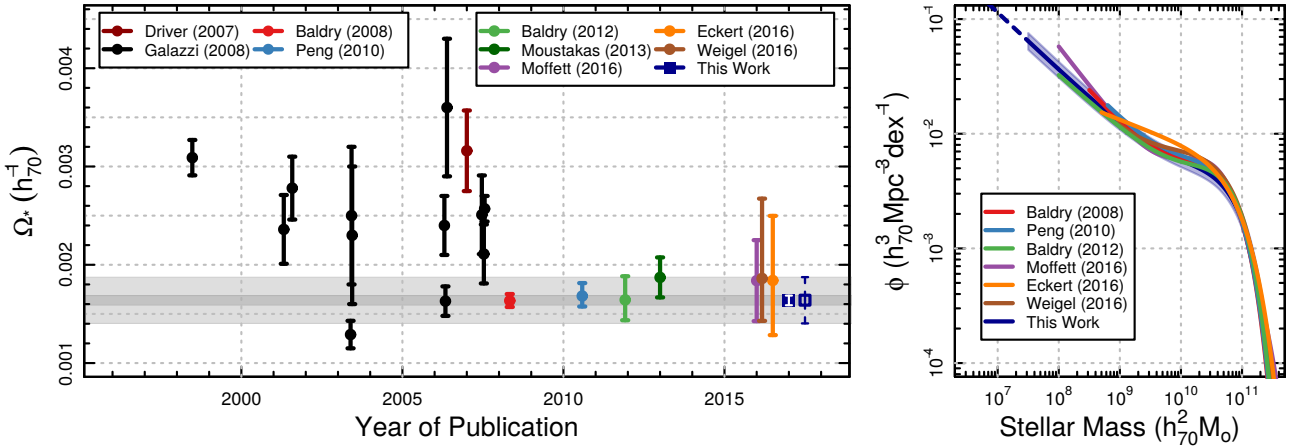 Driver (2007)
Galazzi (2008)
Baldry (2008)
Peng (2010)
Baldry (2012)
Moustakas (2013)
Moffett (2016)
Eckert (2016)
Weigel (2016)
This Work
0.004
0.003
0.002
0.001
Ω* (h₇₀⁻¹)
2000
2005
2010
2015
Year of Publication
10⁻¹
10⁻²
10⁻³
10⁻⁴
ϕ (h₇₀³Mpc⁻³dex⁻¹)
Baldry (2008)
Peng (2010)
Baldry (2012)
Moffett (2016)
Eckert (2016)
Weigel (2016)
This Work
10⁷
10⁸
10⁹
10¹⁰
10¹¹
Stellar Mass (h₇₀²Mₒ)